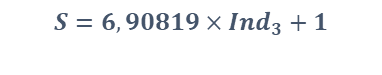 S = 6,90819 × Ind₃ + 1